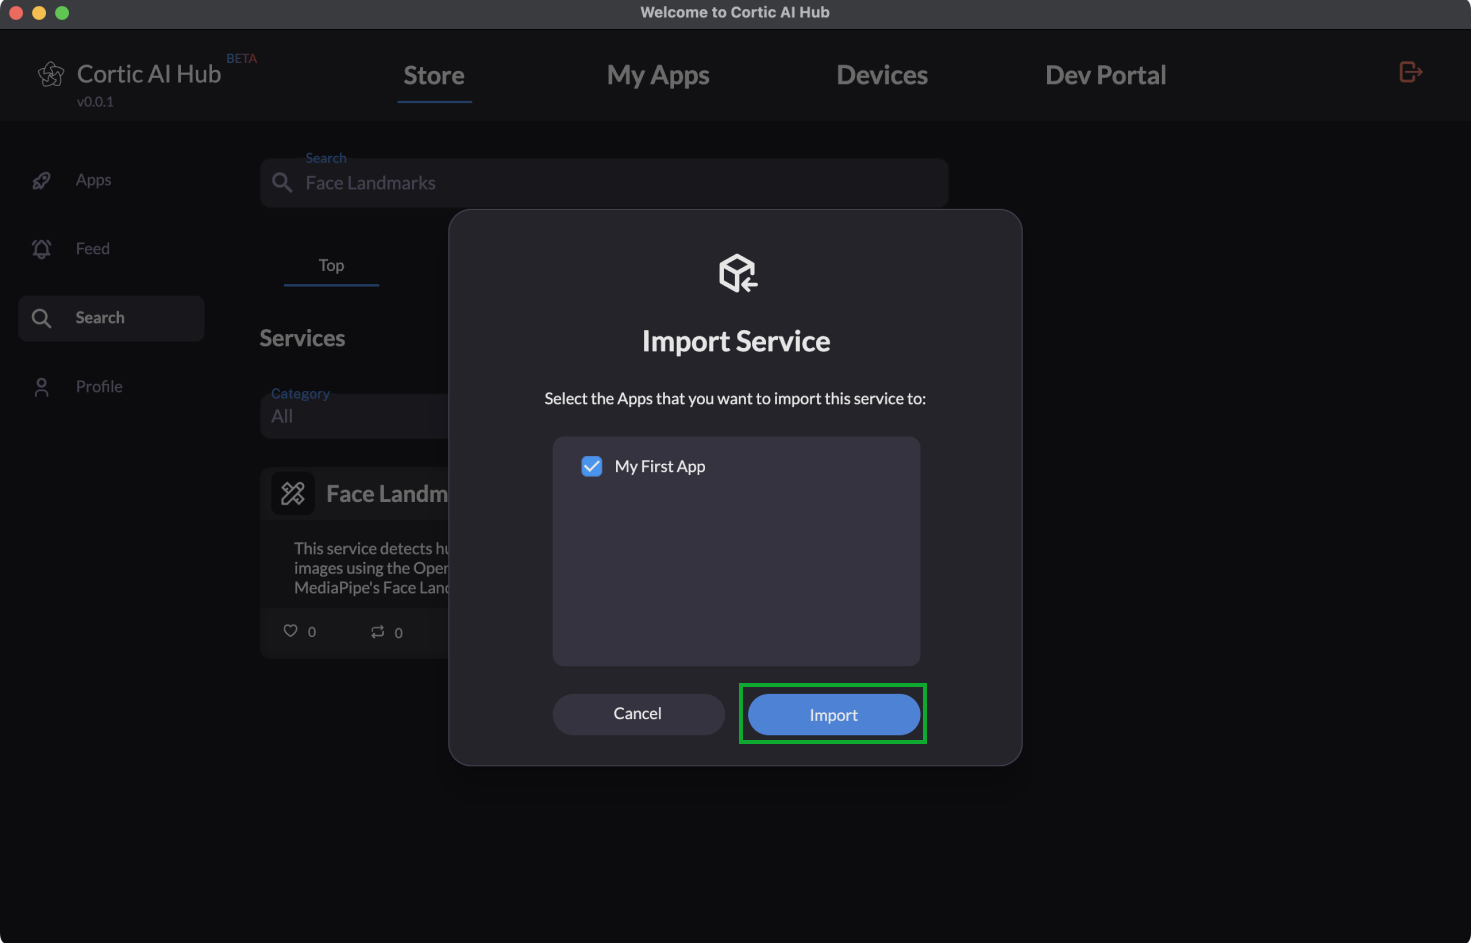 Welcome to Cortic AI Hub
Cortic AI Hub
BETA
v0.0.1
Store
My Apps
Devices
Dev Portal
Apps
Feed
Search
Profile
Search
Face Landmarks
Top
Services
Category
All
Face Landm
This service detects hu
images using the Open
MediaPipe's Face Land
0
0
Import Service
Select the Apps that you want to import this service to:
My First App
Cancel
Import